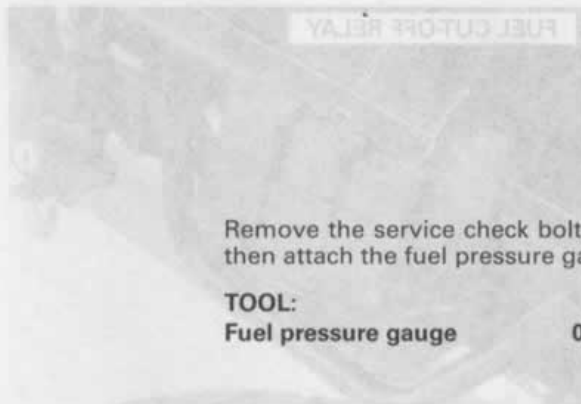 FUEL CUT-OFF RELAY
Remove the service check bolt
then attach the fuel pressure ga
TOOL:
Fuel pressure gauge 0